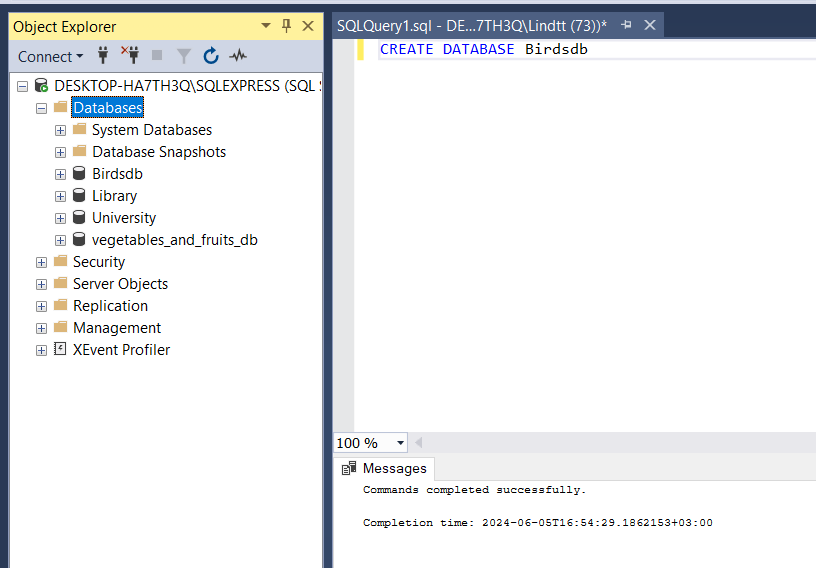 Object Explorer
Connect
DESKTOP-HA7TH3Q\SQLEXPRESS (SQL S
Databases
System Databases
Database Snapshots
Birdsdb
Library
University
vegetables_and_fruits_db
Security
Server Objects
Replication
Management
XEvent Profiler
SQLQuery1.sql - DE...7TH3Q\Lindtt (73))*
CREATE DATABASE Birdsdb
100 %
Messages
Commands completed successfully.
Completion time: 2024-06-05T16:54:29.1862153+03:00